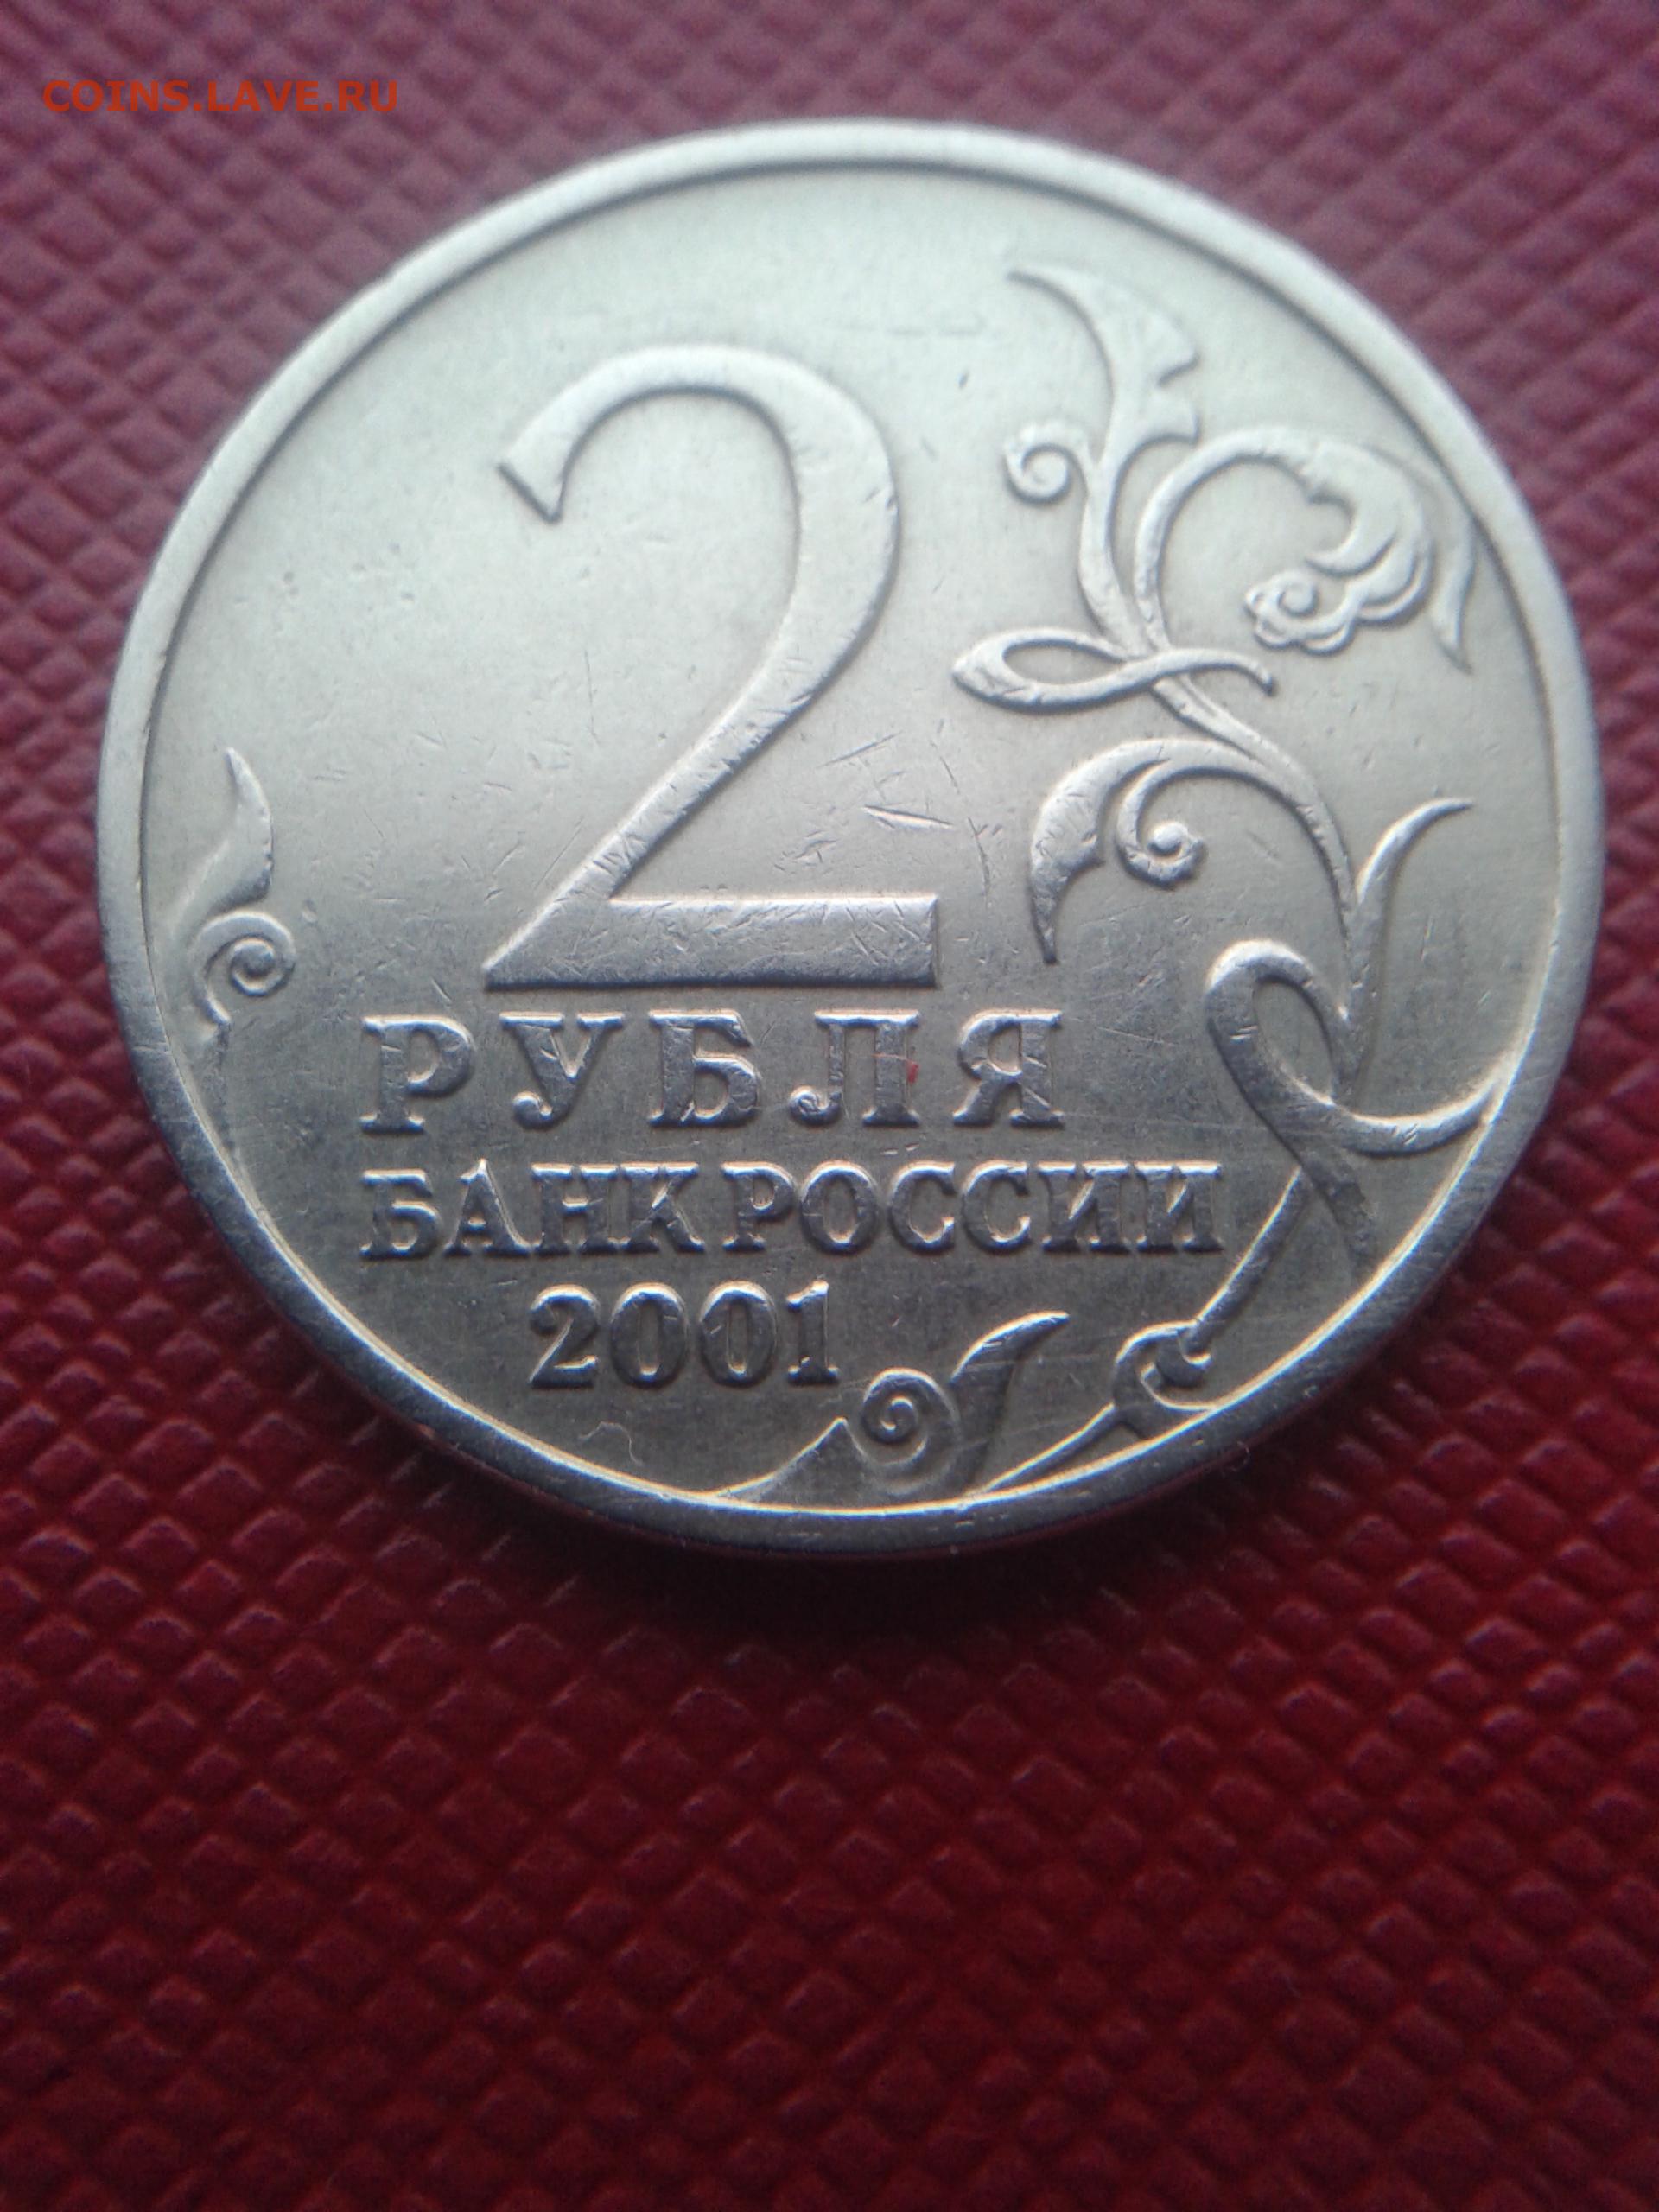 COINS.LAVE.RU
2
РУБЛЯ
БАНК РОССИИ
2001